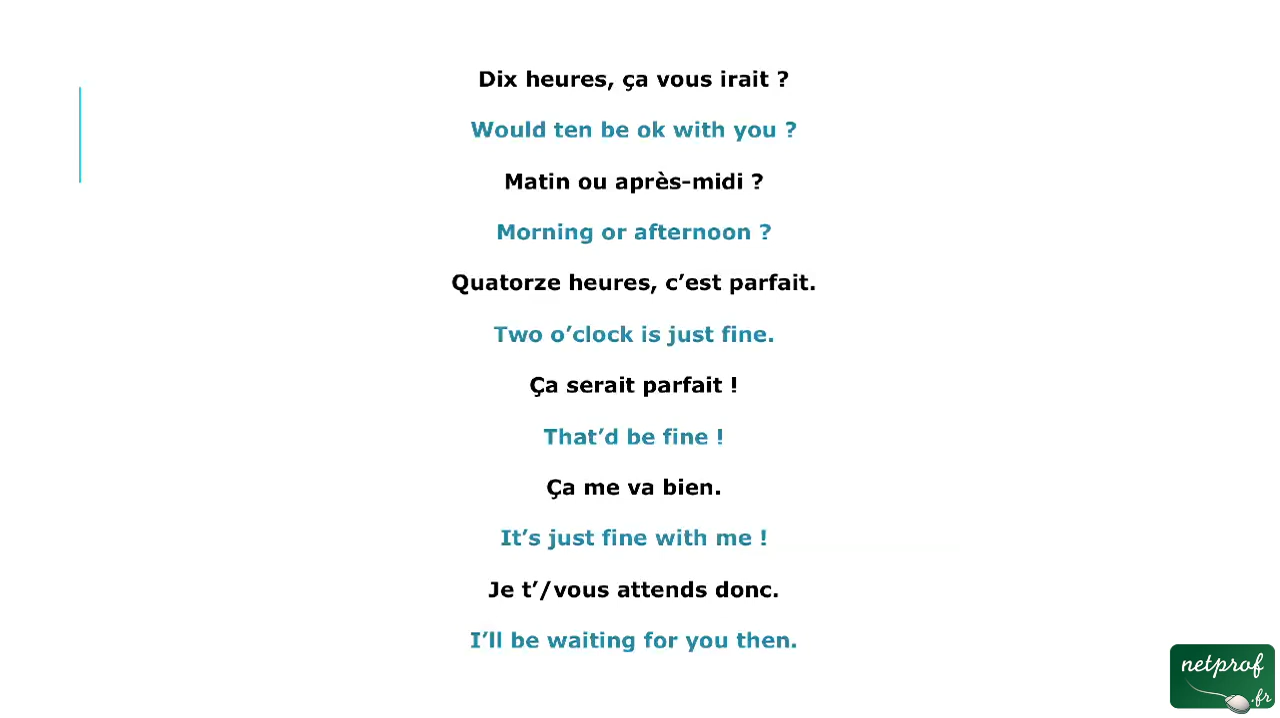 Dix heures, ça vous irait ?
Would ten be ok with you ?
Matin ou après-midi ?
Morning or afternoon ?
Quatorze heures, c’est parfait.
Two o’clock is just fine.
Ça serait parfait !
That’d be fine !
Ça me va bien.
It’s just fine with me !
Je t’/vous attends donc.
I’ll be waiting for you then.
netprof
.fr